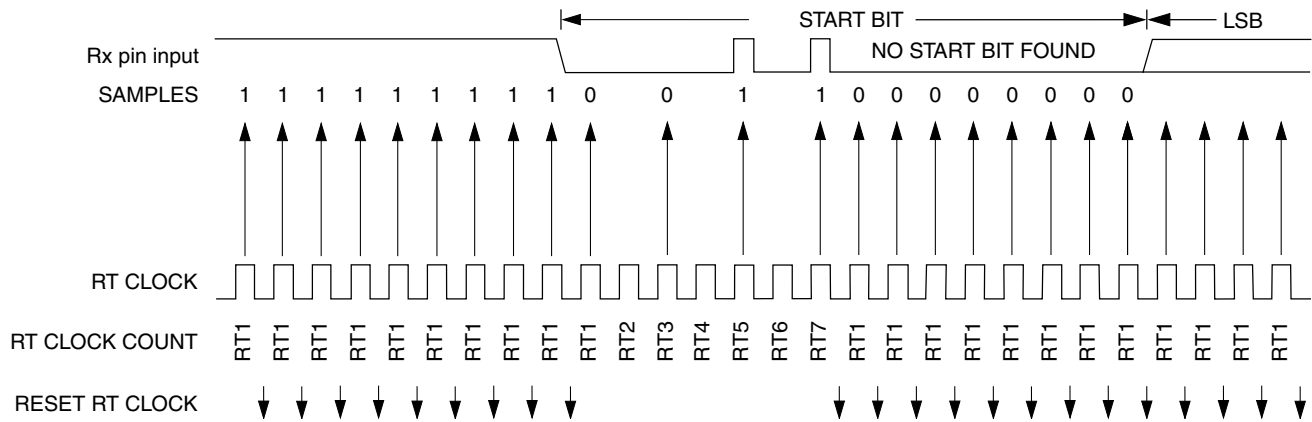 START BIT LSB
Rx pin input NO START BIT FOUND
SAMPLES 1 1 1 1 1 1 1 1 1 0 0 1 1 0 0 0 0 0 0 0 0
RT CLOCK
RT CLOCK COUNT RT1 RT1 RT1 RT1 RT1 RT1 RT1 RT1 RT1 RT1 RT2 RT3 RT4 RT5 RT6 RT7 RT1 RT1 RT1 RT1 RT1 RT1 RT1 RT1 RT1 RT1 RT1 RT1
RESET RT CLOCK